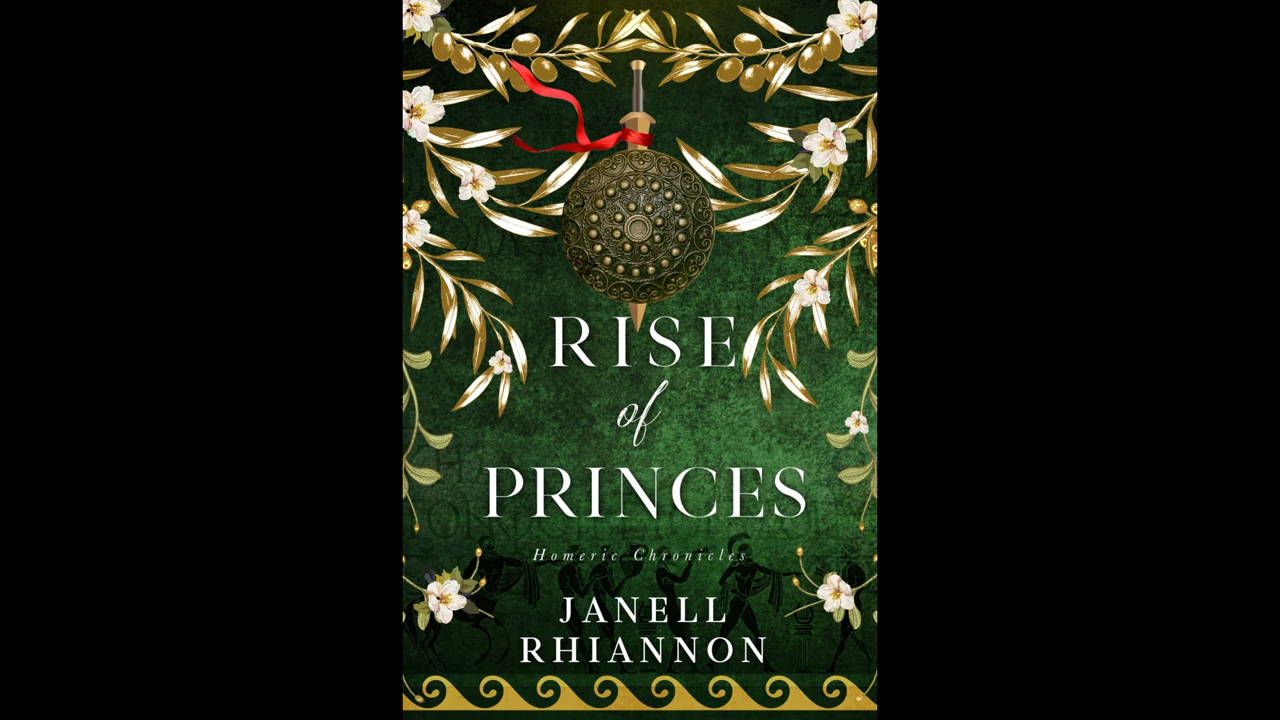 RISE
of
PRINCES
Homeric Chronicles
JANELL
RHIANNON